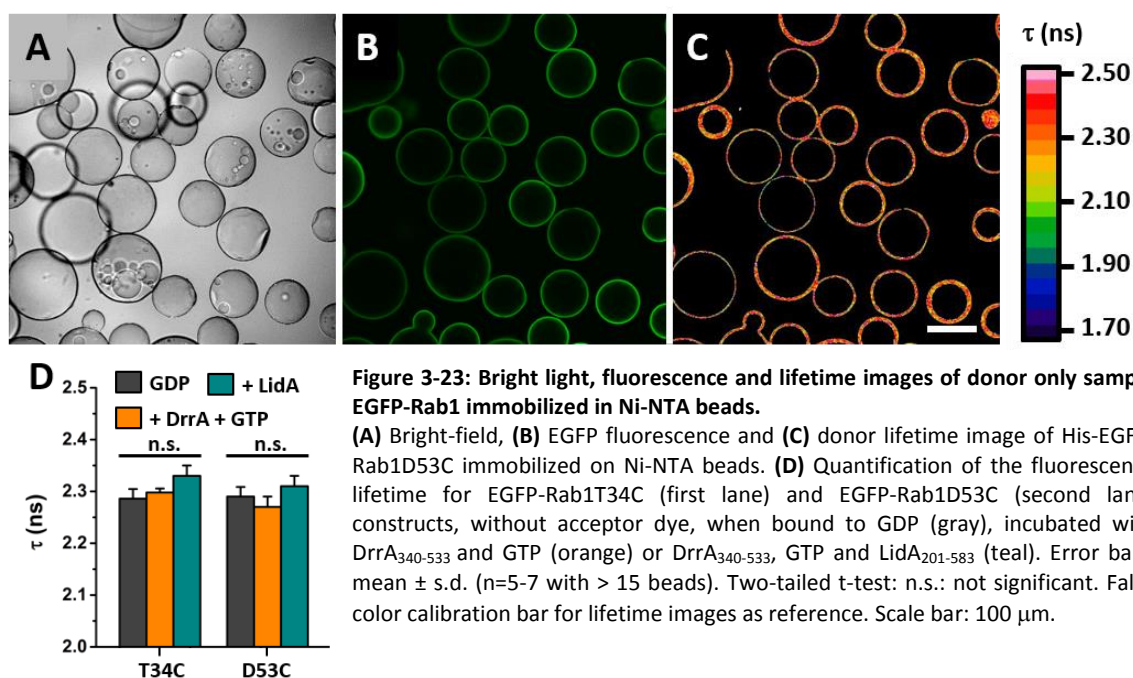 A
B
C
τ (ns)
2.50
2.30
2.10
1.90
1.70
D
GDP + LidA
+ DrrA + GTP
n.s. n.s.
2.5
2.4
2.3
2.2
2.1
2.0
τ (ns)
T34C D53C
Figure 3-23: Bright light, fluorescence and lifetime images of donor only samp
EGFP-Rab1 immobilized in Ni-NTA beads.
(A) Bright-field, (B) EGFP fluorescence and (C) donor lifetime image of His-EGF
Rab1D53C immobilized on Ni-NTA beads. (D) Quantification of the fluorescen
lifetime for EGFP-Rab1T34C (first lane) and EGFP-Rab1D53C (second lan
constructs, without acceptor dye, when bound to GDP (gray), incubated wi
DrrA340-533 and GTP (orange) or DrrA340-533, GTP and LidA201-583 (teal). Error ba
mean ± s.d. (n=5-7 with > 15 beads). Two-tailed t-test: n.s.: not significant. Fal
color calibration bar for lifetime images as reference. Scale bar: 100 μm.